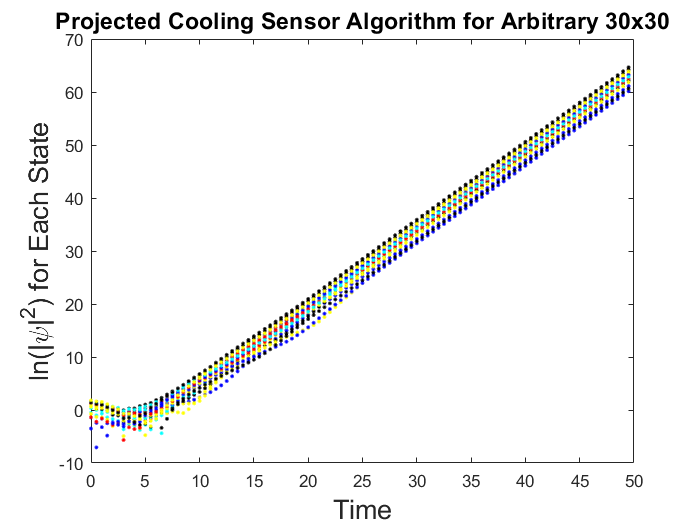 Projected Cooling Sensor Algorithm for Arbitrary 30x30
70
60
50
40
30
20
10
0
-10
ln(|ψ|²) for Each State
0 5 10 15 20 25 30 35 40 45 50
Time